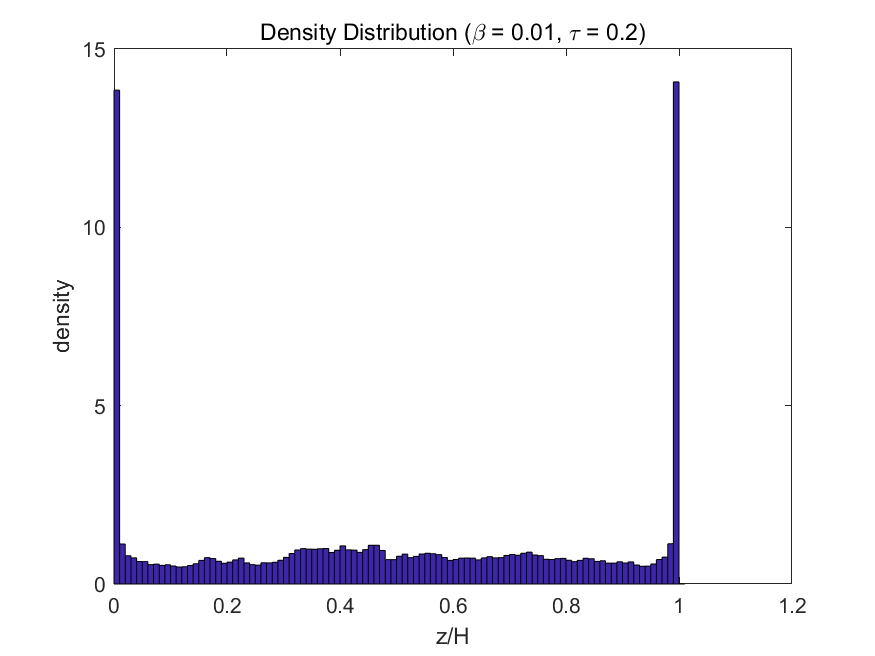 Density Distribution (β = 0.01, τ = 0.2)
15
10
5
0
density
0 0.2 0.4 0.6 0.8 1 1.2
z/H